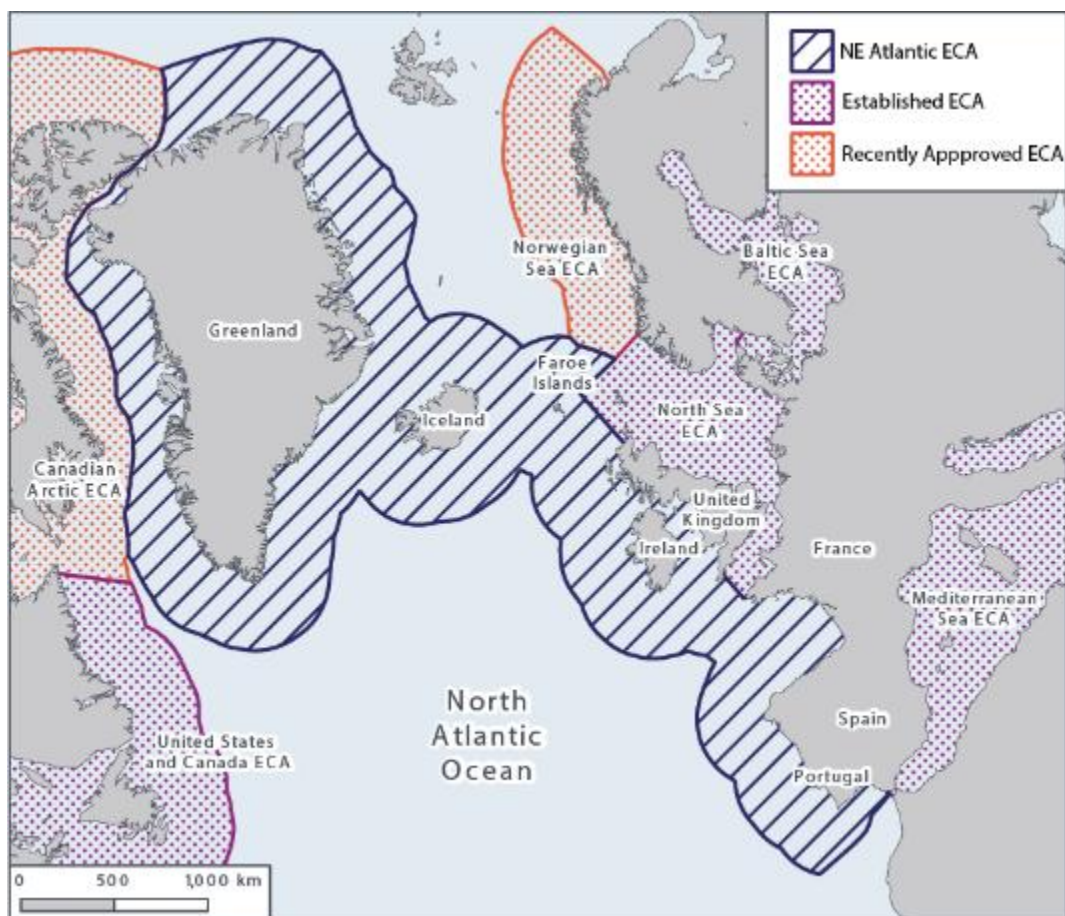 NE Atlantic ECA
Established ECA
Recently Appproved ECA
Norwegian
Sea ECA
Baltic Sea
ECA
Greenland
Faroe
Islands
Iceland
North Sea
ECA
Canadian
Arctic ECA
United
Kingdom
Ireland
France
Mediterranean
Sea ECA
North
Atlantic
Ocean
Spain
United States
and Canada ECA
Portugal
0 500 1,000 km